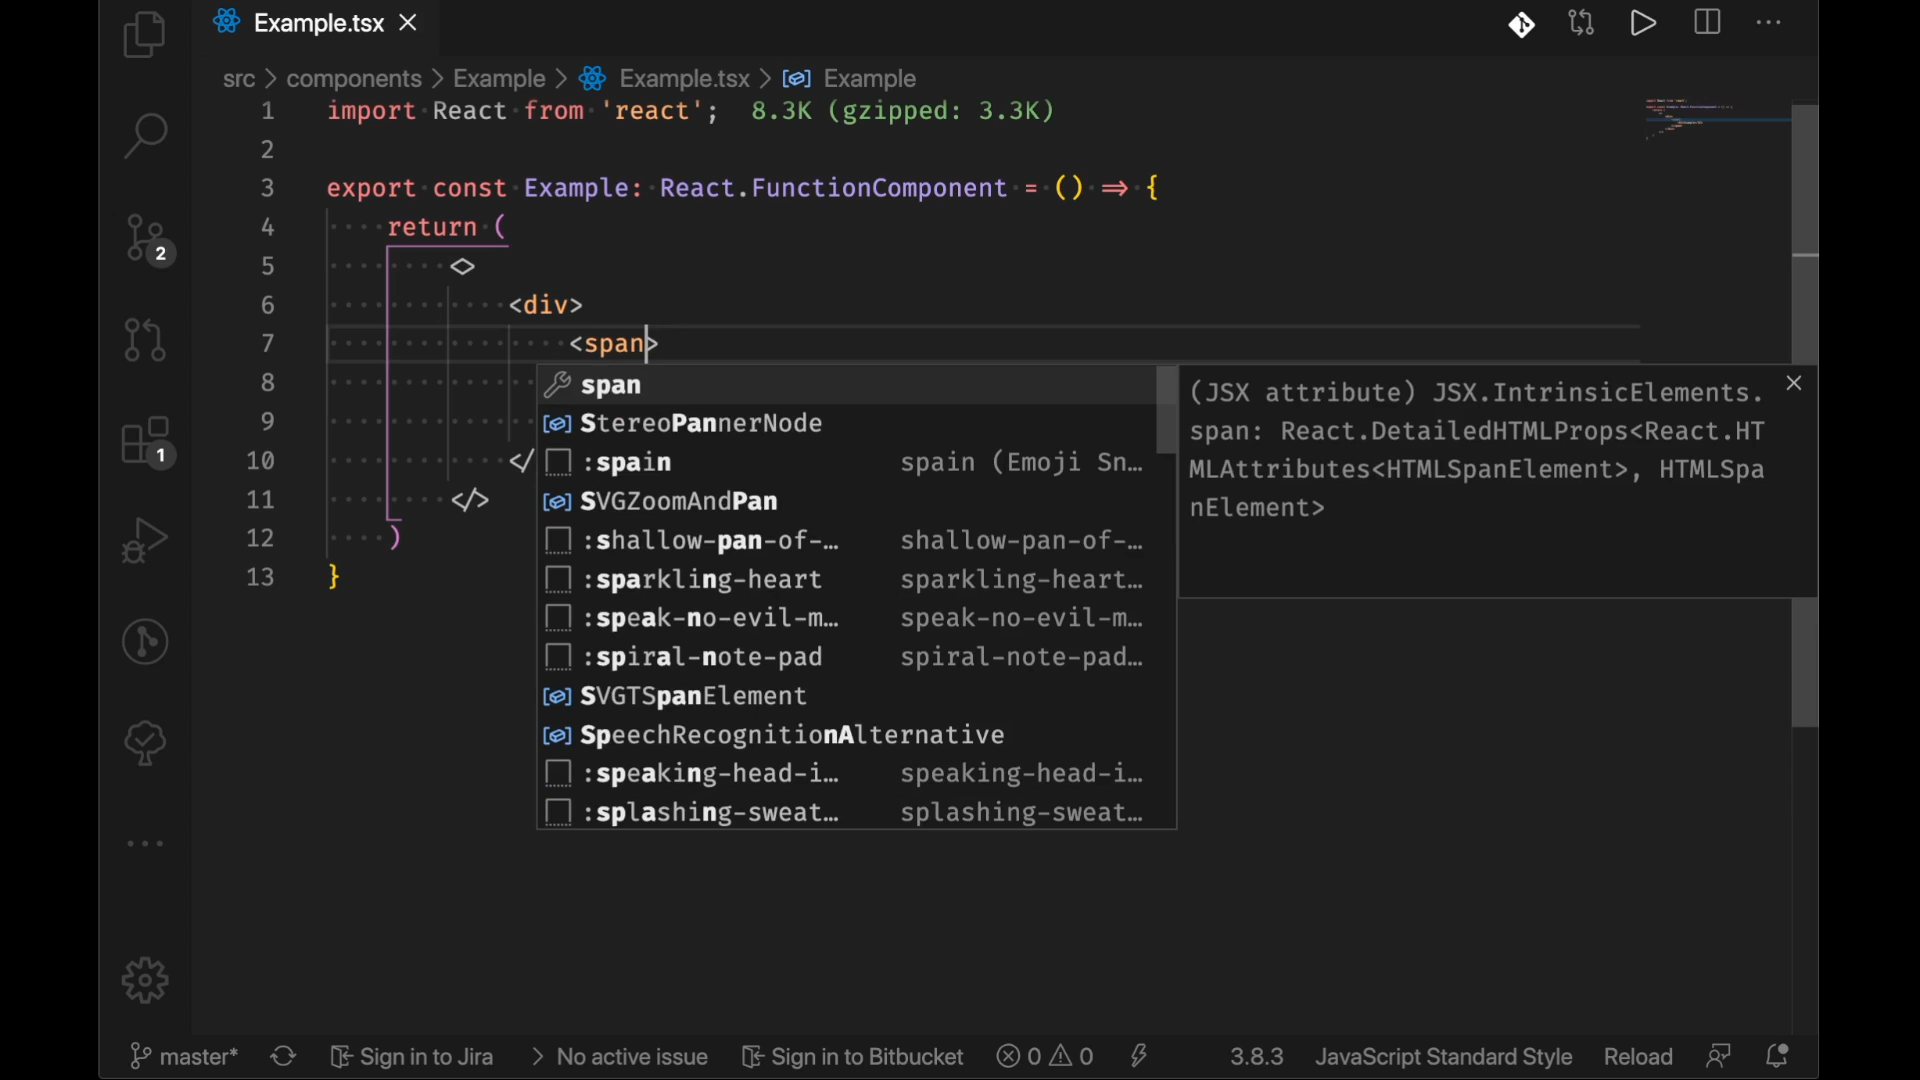 Example.tsx
src > components > Example > Example.tsx > Example
1 import React from 'react'; 8.3K (gzipped: 3.3K)
2
3 export const Example: React.FunctionComponent = () => {
4 return (
5 <>
6 <div>
7 <span>
8
9
10 </
11 </>
12 )
13 }
span
StereoPannerNode
:spain spain (Emoji Sn…
SVGZoomAndPan
:shallow-pan-of-… shallow-pan-of-…
:sparkling-heart sparkling-heart…
:speak-no-evil-m… speak-no-evil-m…
:spiral-note-pad spiral-note-pad…
SVGTSpanElement
SpeechRecognitionAlternative
:speaking-head-i… speaking-head-i…
:splashing-sweat… splashing-sweat…
(JSX attribute) JSX.IntrinsicElements.
span: React.DetailedHTMLProps<React.HT
MLAttributes<HTMLSpanElement>, HTMLSpa
nElement>
2
1
master* Sign in to Jira > No active issue Sign in to Bitbucket 0 0 3.8.3 JavaScript Standard Style Reload